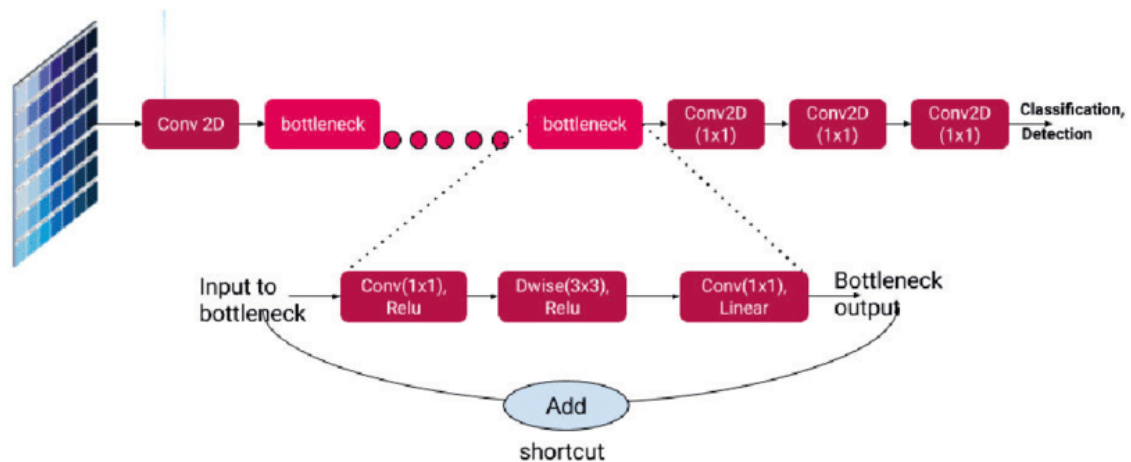 Conv 2D
bottleneck
bottleneck
Conv2D
(1x1)
Conv2D
(1x1)
Conv2D
(1x1)
Classification,
Detection
Input to
bottleneck
Conv(1x1),
Relu
Dwise(3x3),
Relu
Conv(1x1),
Linear
Bottleneck
output
Add
shortcut